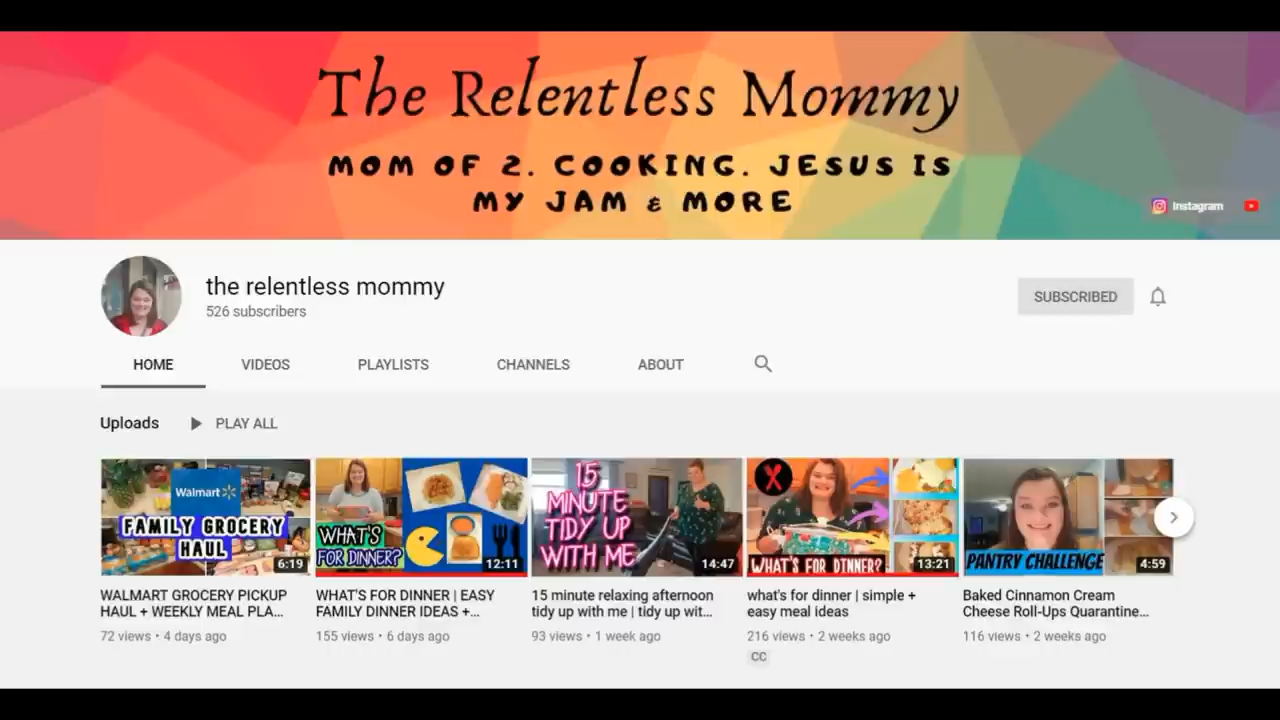 The Relentless Mommy
MOM OF 2. COOKING. JESUS IS
MY JAM & MORE
Instagram
the relentless mommy
526 subscribers
SUBSCRIBED
HOME
VIDEOS
PLAYLISTS
CHANNELS
ABOUT
Uploads
PLAY ALL
Walmart
FAMILY GROCERY
HAUL
6:19
WHAT'S
FOR DINNER?
12:11
15
MINUTE
TIDY UP
WITH ME
14:47
X
WHAT'S FOR DINNER?
13:21
PANTRY CHALLENGE
4:59
WALMART GROCERY PICKUP
HAUL + WEEKLY MEAL PLA...
72 views • 4 days ago
WHAT'S FOR DINNER | EASY
FAMILY DINNER IDEAS +...
155 views • 6 days ago
15 minute relaxing afternoon
tidy up with me | tidy up wit...
93 views • 1 week ago
what's for dinner | simple +
easy meal ideas
216 views • 2 weeks ago
CC
Baked Cinnamon Cream
Cheese Roll-Ups Quarantine...
116 views • 2 weeks ago